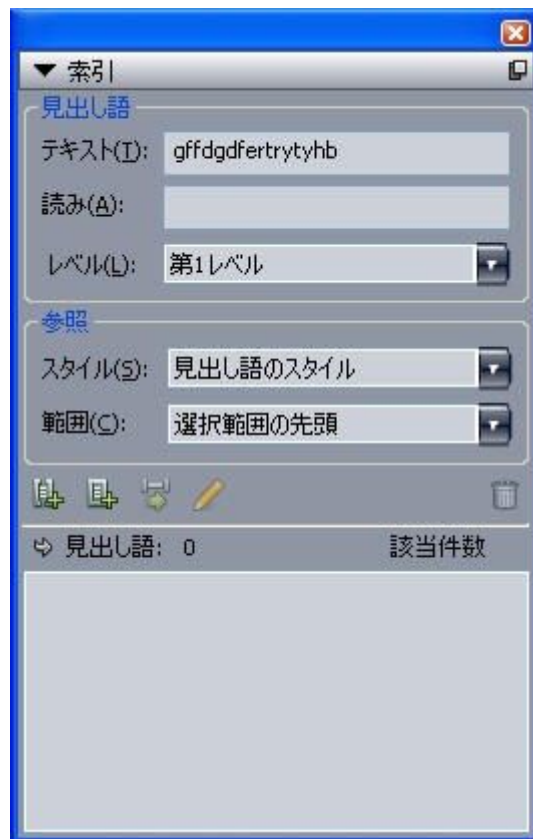 索引
見出し語
テキスト(T): gffdgdfertrytyhb
読み(A):
レベル(L): 第1レベル
参照
スタイル(S): 見出し語のスタイル
範囲(C): 選択範囲の先頭
見出し語: 0 該当件数